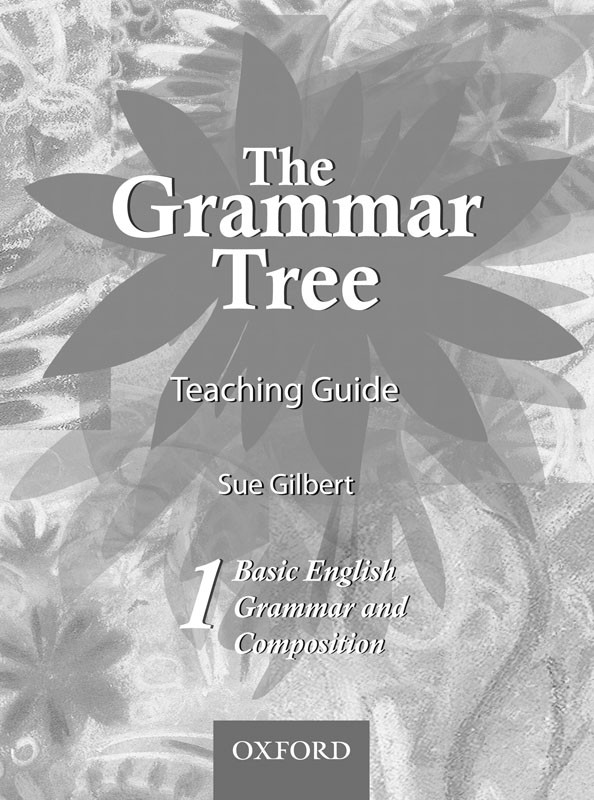 The
Grammar
Tree
Teaching Guide
Sue Gilbert
1 Basic English
Grammar and
Composition
OXFORD